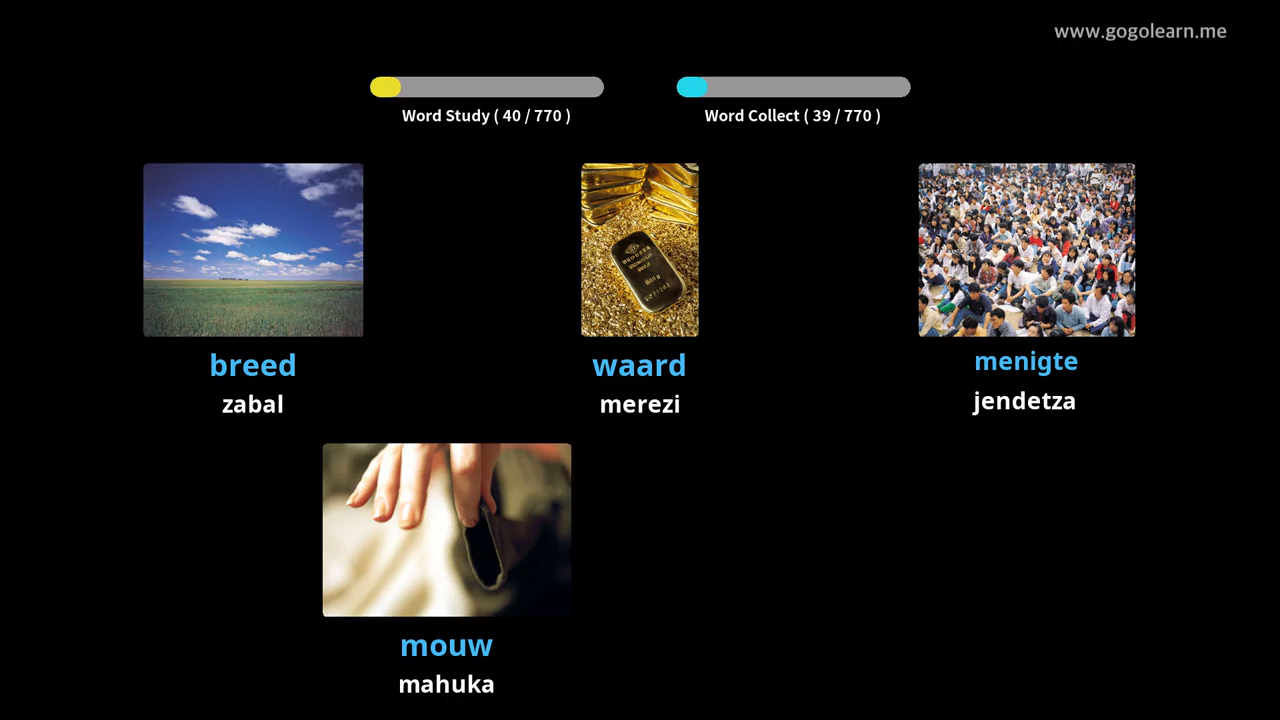 www.gogolearn.me
Word Study ( 40 / 770 )
Word Collect ( 39 / 770 )
breed
waard
menigte
zabal
merezi
jendetza
mouw
mahuka